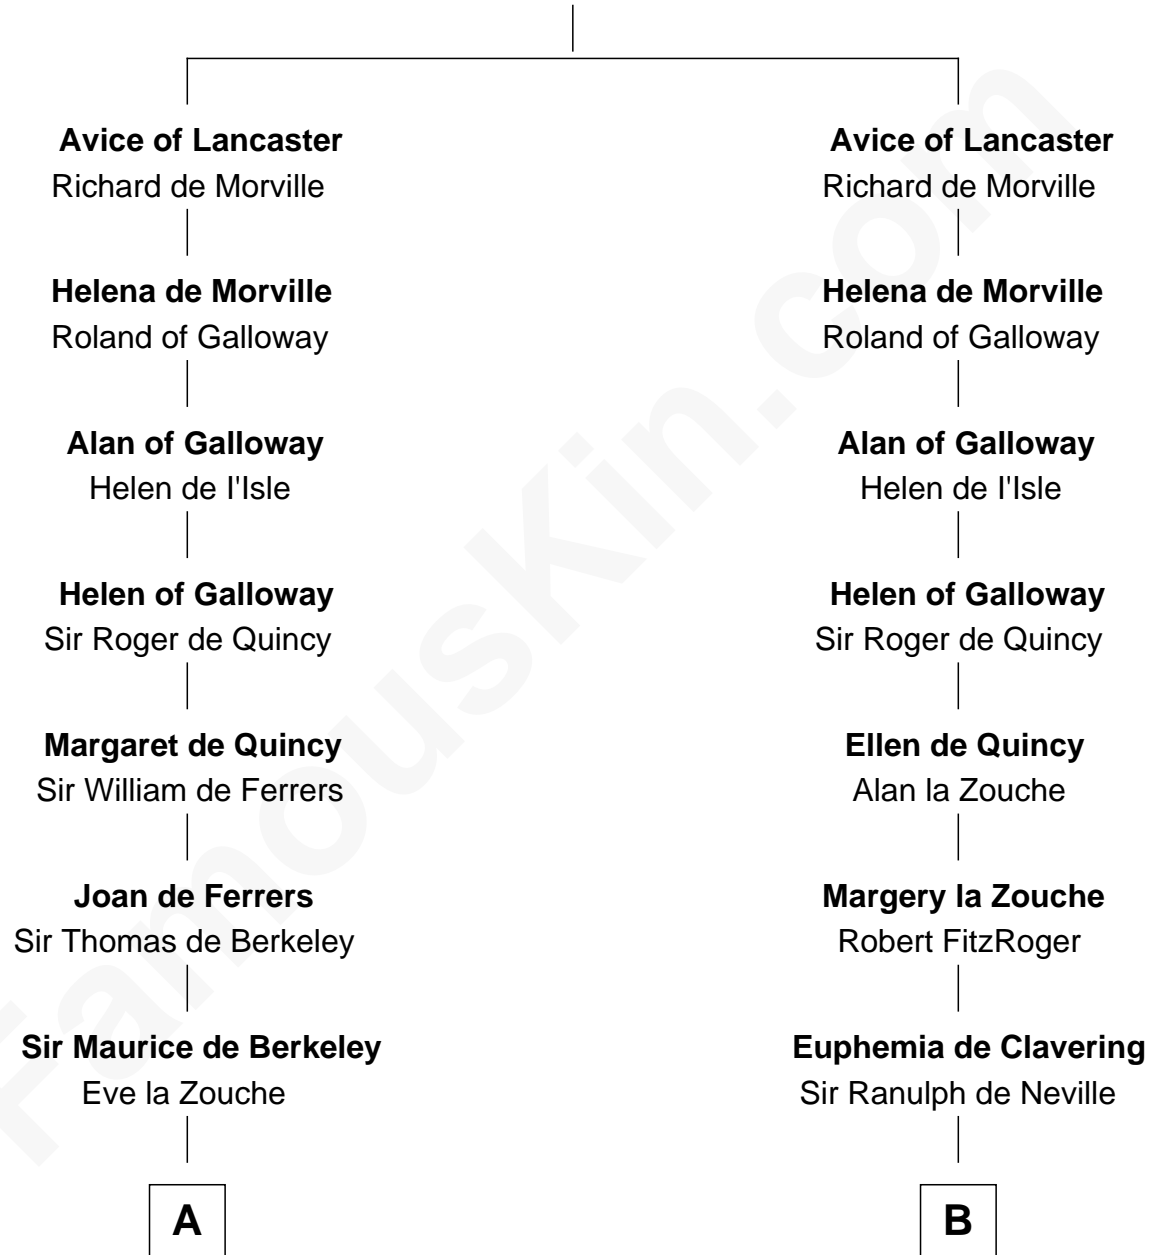 Avice of Lancaster
Richard de Morville
Helena de Morville
Roland of Galloway
Alan of Galloway
Helen de I'Isle
Helen of Galloway
Sir Roger de Quincy
Margaret de Quincy
Sir William de Ferrers
Joan de Ferrers
Sir Thomas de Berkeley
Sir Maurice de Berkeley
Eve la Zouche
A
Avice of Lancaster
Richard de Morville
Helena de Morville
Roland of Galloway
Alan of Galloway
Helen de I'Isle
Helen of Galloway
Sir Roger de Quincy
Ellen de Quincy
Alan la Zouche
Margery la Zouche
Robert FitzRoger
Euphemia de Clavering
Sir Ranulph de Neville
B
FamousKin.com